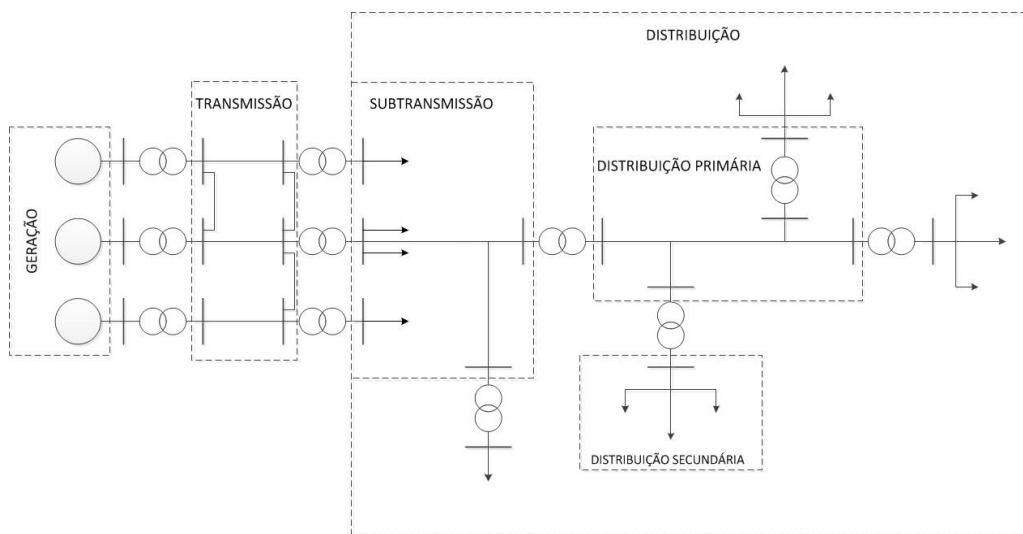 DISTRIBUIÇÃO
TRANSMISSÃO
SUBTRANSMISSÃO
DISTRIBUIÇÃO PRIMÁRIA
GERAÇÃO
DISTRIBUIÇÃO SECUNDÁRIA